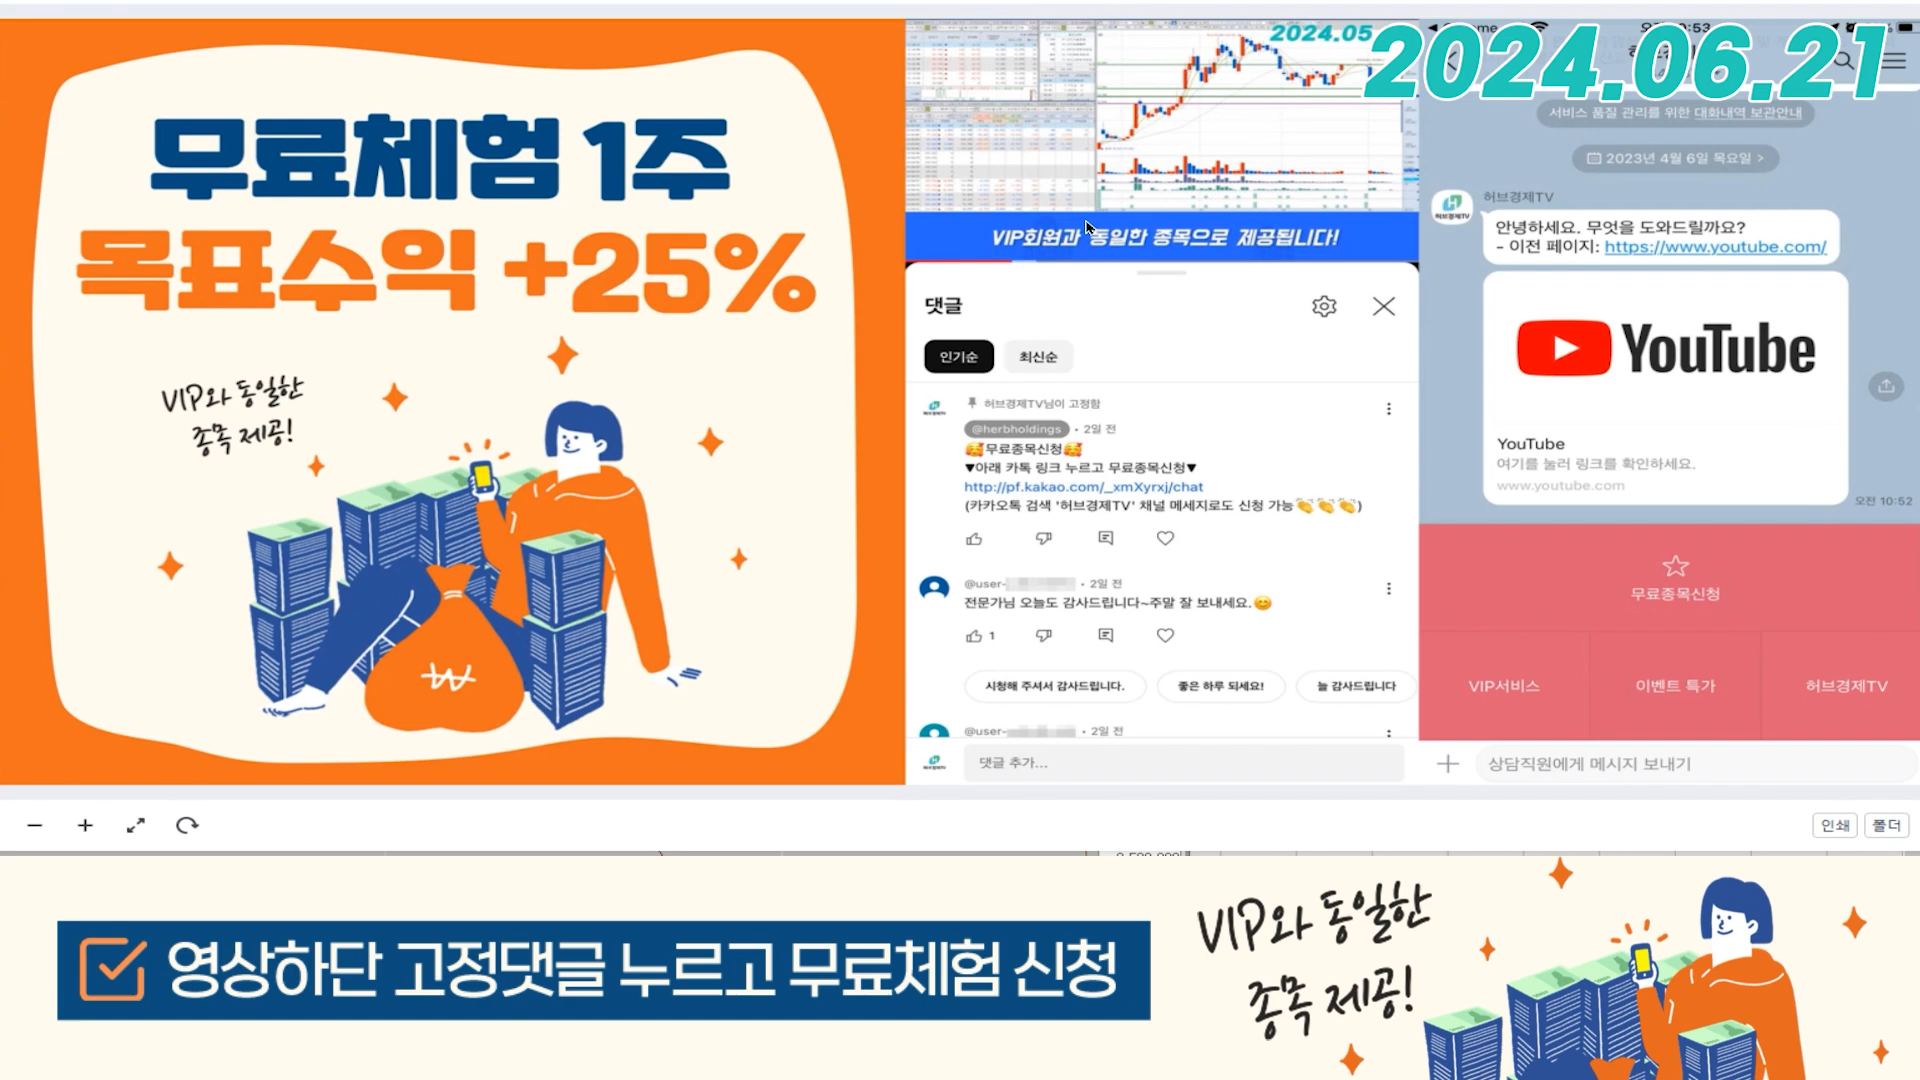 무료체험 1주
목표수익 +25%
VIP와 동일한
종목 제공!
2024.05
VIP회원과 동일한 종목으로 제공됩니다!
댓글
인기순
최신순
허브경제TV님이 고정함
@herbholdings · 2일 전
🥰무료종목신청🥰
▼아래 카톡 링크 누르고 무료종목신청▼
http://pf.kakao.com/_xmXyrxj/chat
(카카오톡 검색 '허브경제TV' 채널 메세지로도 신청 가능👏👏👏)
@user- · 2일 전
전문가님 오늘도 감사드립니다~주말 잘 보내세요.😊
1
시청해 주셔서 감사드립니다.
좋은 하루 되세요!
늘 감사드립니다
@user- · 2일 전
댓글 추가...
2024.06.21
서비스 품질 관리를 위한 대화내역 보관안내
2023년 4월 6일 목요일 >
허브경제TV
안녕하세요. 무엇을 도와드릴까요?
- 이전 페이지: https://www.youtube.com/
YouTube
YouTube
여기를 눌러 링크를 확인하세요.
www.youtube.com
오전 10:52
무료종목신청
VIP서비스
이벤트 특가
허브경제TV
상담직원에게 메시지 보내기
인쇄
폴더
영상하단 고정댓글 누르고 무료체험 신청
VIP와 동일한
종목 제공!